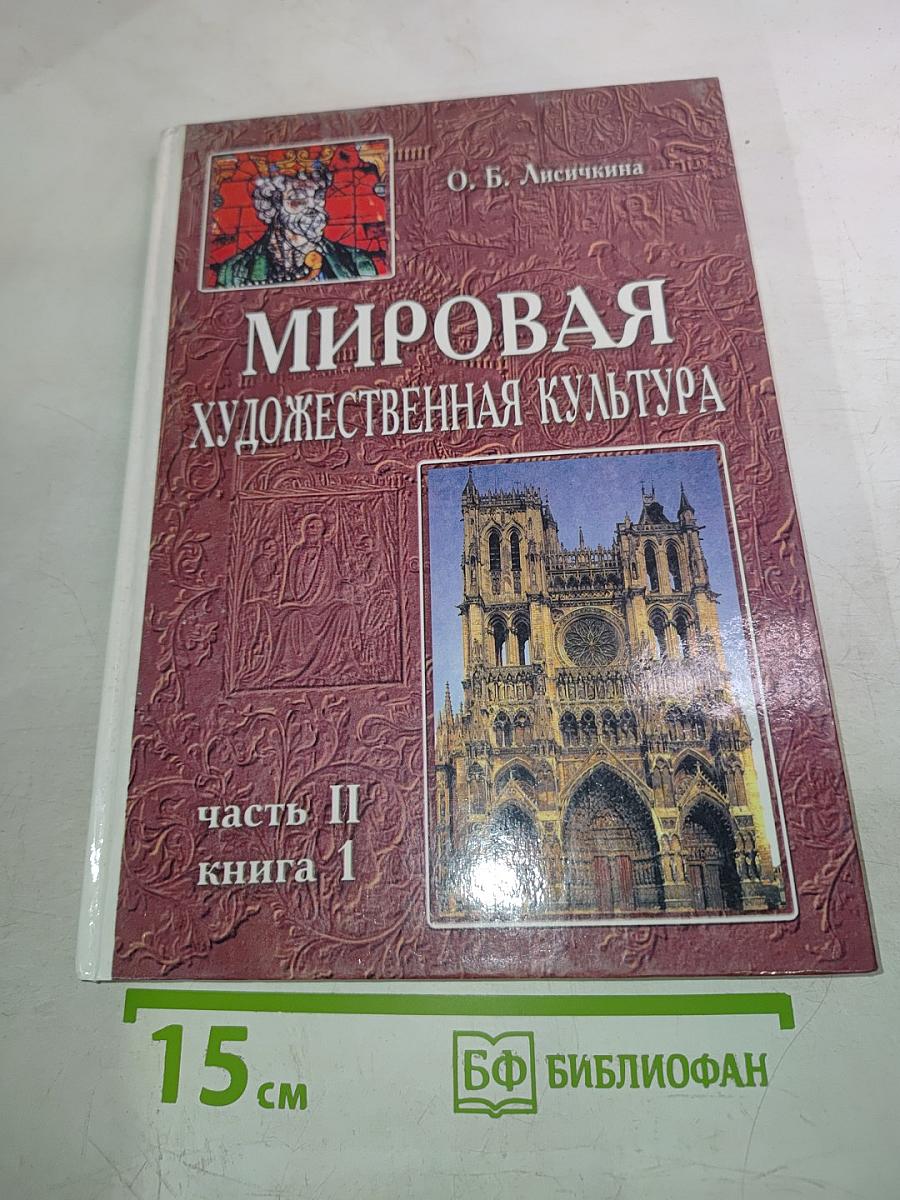 О. Б. Лисичкина
МИРОВАЯ
ХУДОЖЕСТВЕННАЯ КУЛЬТУРА
часть II
книга 1
15 см
БФ БИБЛИОФАН